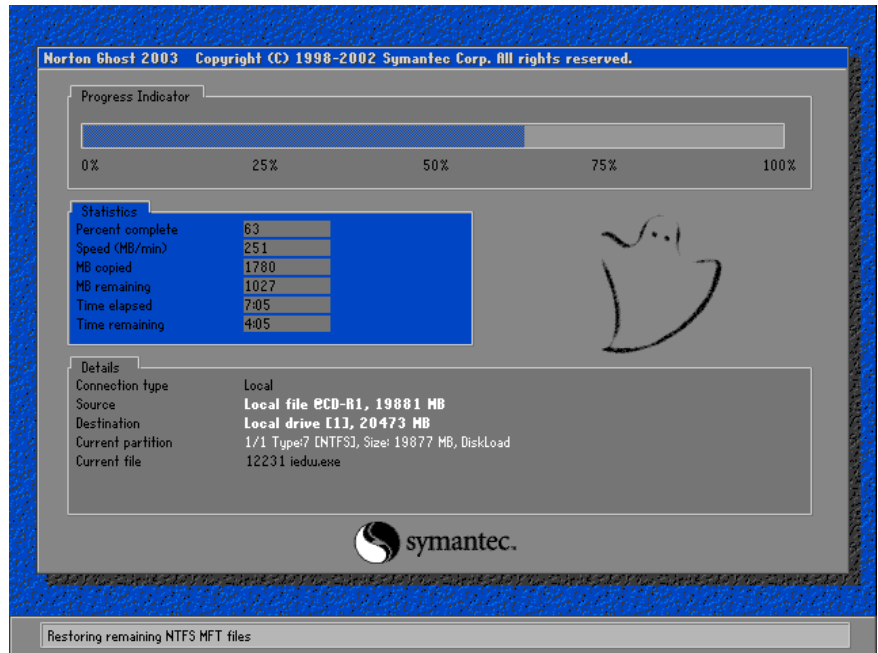 Norton Ghost 2003 Copyright (C) 1998-2002 Symantec Corp. All rights reserved.
Progress Indicator
0% 25% 50% 75% 100%
Statistics
Percent complete 63
Speed (MB/min) 251
MB copied 1780
MB remaining 1027
Time elapsed 7:05
Time remaining 4:05
Details
Connection type Local
Source Local file @CD-R1, 19881 MB
Destination Local drive [1], 20473 MB
Current partition 1/1 Type:7 [NTFS], Size: 19877 MB, DiskLoad
Current file 12231 iedw.exe
symantec.
Restoring remaining NTFS MFT files